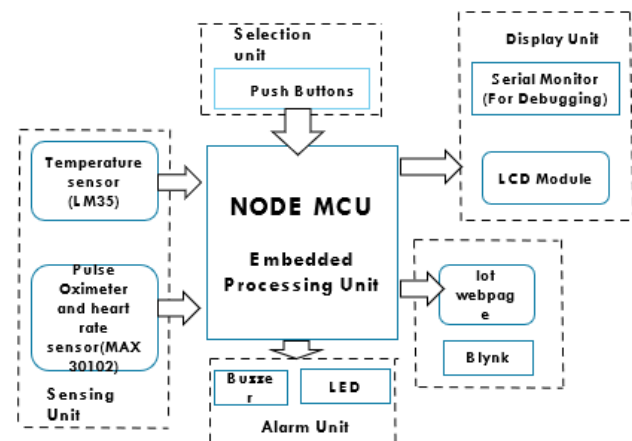 Selection
unit
Push Buttons
Display Unit
Serial Monitor
(For Debugging)
LCD Module
Temperature
sensor
(LM35)
Pulse
Oximeter
and heart
rate
sensor(MAX
30102)
Sensing
Unit
NODE MCU
Embedded
Processing Unit
Iot
webpag
e
Blynk
Buzze
r
LED
Alarm Unit